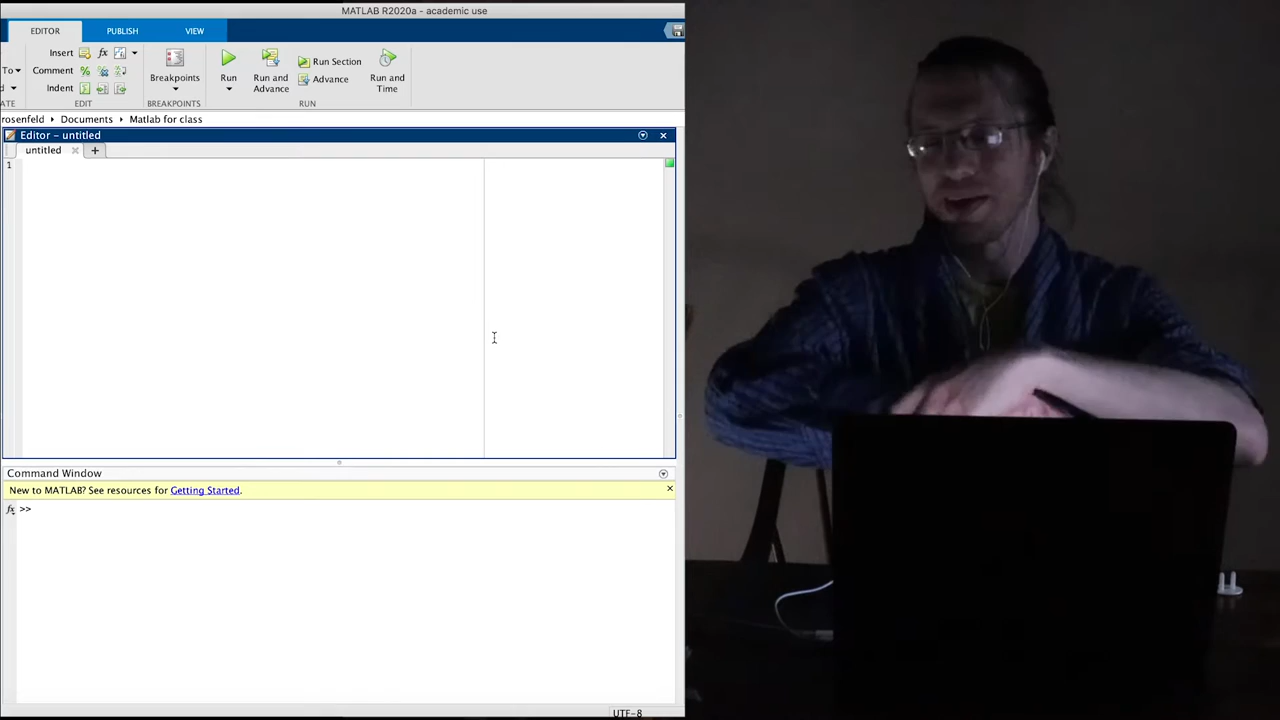 MATLAB R2020a - academic use
EDITOR PUBLISH VIEW
Insert fx
To Comment %
Indent
EDIT
Breakpoints
BREAKPOINTS
Run
Run and Advance
Run Section
Advance
Run and Time
RUN
rosenfeld ▸ Documents ▸ Matlab for class
Editor – untitled
untitled × +
1
Command Window
New to MATLAB? See resources for Getting Started.
fx >>
UTF-8